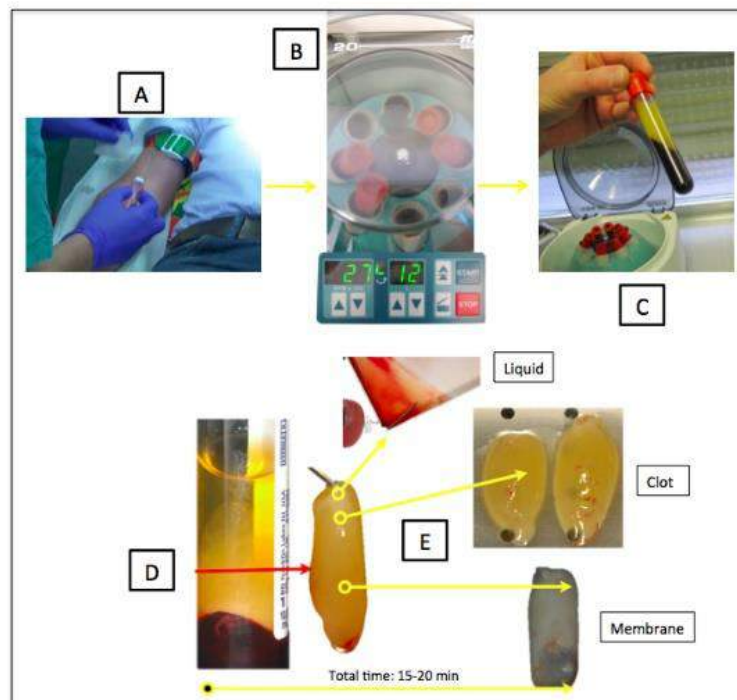 A
B
20
C
27
12
START
STOP
Liquid
Clot
D
E
Membrane
Total time: 15-20 min